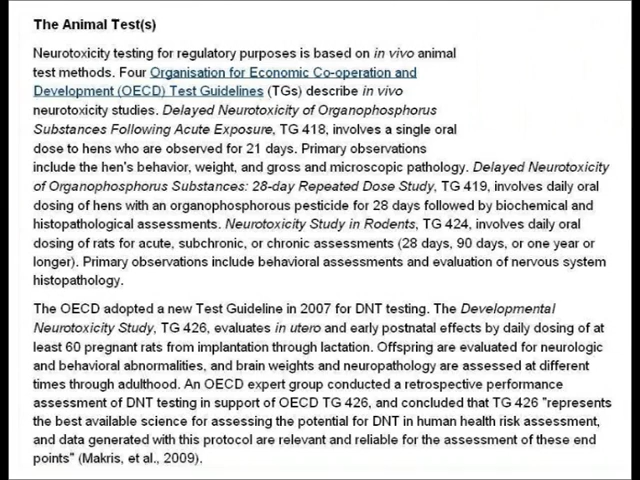 The Animal Test(s)
Neurotoxicity testing for regulatory purposes is based on in vivo animal
test methods. Four Organisation for Economic Co-operation and
Development (OECD) Test Guidelines (TGs) describe in vivo
neurotoxicity studies. Delayed Neurotoxicity of Organophosphorus
Substances Following Acute Exposure, TG 418, involves a single oral
dose to hens who are observed for 21 days. Primary observations
include the hen's behavior, weight, and gross and microscopic pathology. Delayed Neurotoxicity
of Organophosphorus Substances: 28-day Repeated Dose Study, TG 419, involves daily oral
dosing of hens with an organophosphorous pesticide for 28 days followed by biochemical and
histopathological assessments. Neurotoxicity Study in Rodents, TG 424, involves daily oral
dosing of rats for acute, subchronic, or chronic assessments (28 days, 90 days, or one year or
longer). Primary observations include behavioral assessments and evaluation of nervous system
histopathology.
The OECD adopted a new Test Guideline in 2007 for DNT testing. The Developmental
Neurotoxicity Study, TG 426, evaluates in utero and early postnatal effects by daily dosing of at
least 60 pregnant rats from implantation through lactation. Offspring are evaluated for neurologic
and behavioral abnormalities, and brain weights and neuropathology are assessed at different
times through adulthood. An OECD expert group conducted a retrospective performance
assessment of DNT testing in support of OECD TG 426, and concluded that TG 426 "represents
the best available science for assessing the potential for DNT in human health risk assessment,
and data generated with this protocol are relevant and reliable for the assessment of these end
points" (Makris, et al., 2009).